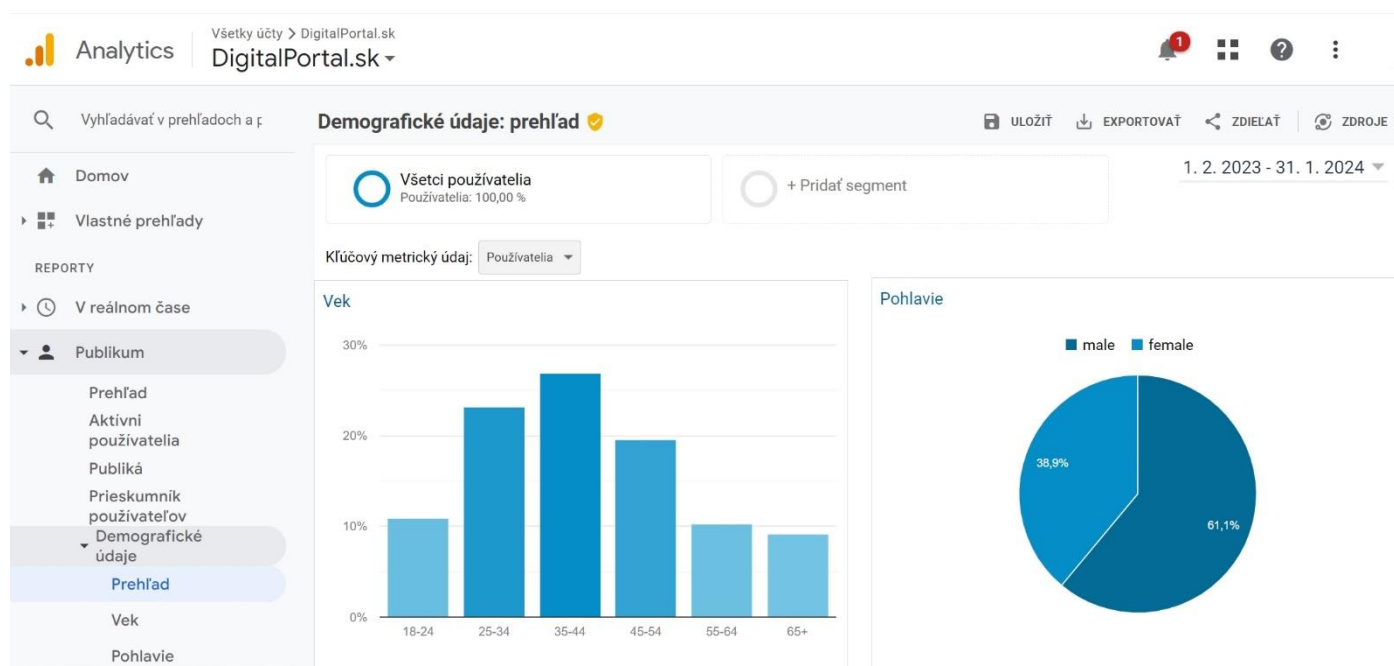 Analytics
Všetky účty > DigitalPortal.sk
DigitalPortal.sk
1
Vyhľadávať v prehľadoch a p
Domov
Vlastné prehľady
REPORTY
V reálnom čase
Publikum
Prehľad
Aktívni
používatelia
Publiká
Prieskumník
používateľov
Demografické
údaje
Prehľad
Vek
Pohlavie
Demografické údaje: prehľad
ULOŽIŤ
EXPORTOVAŤ
ZDIEĽAŤ
ZDROJE
Všetci používatelia
Používatelia: 100,00 %
+ Pridať segment
1. 2. 2023 - 31. 1. 2024
Kľúčový metrický údaj:
Používatelia
Vek
30%
20%
10%
0%
18-24
25-34
35-44
45-54
55-64
65+
Pohlavie
male
female
38,9%
61,1%